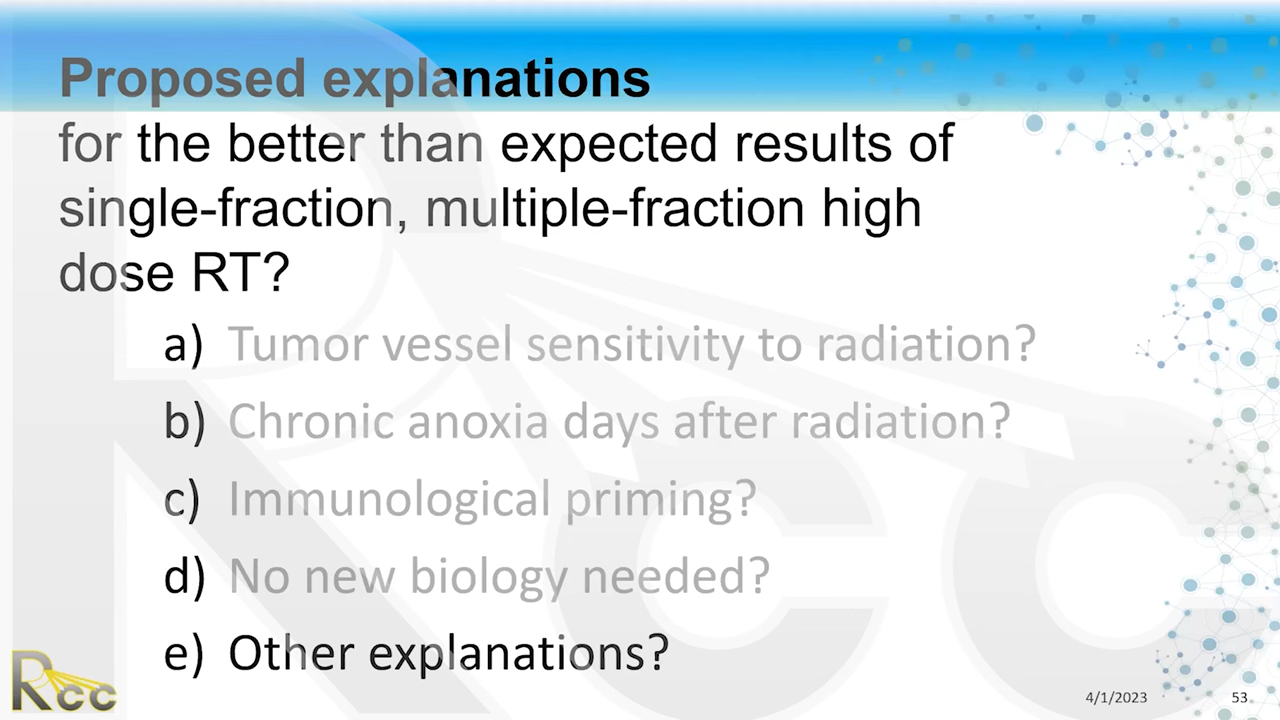 Proposed explanations
for the better than expected results of
single-fraction, multiple-fraction high
dose RT?
a) Tumor vessel sensitivity to radiation?
b) Chronic anoxia days after radiation?
c) Immunological priming?
d) No new biology needed?
e) Other explanations?
Rcc
4/1/2023
53